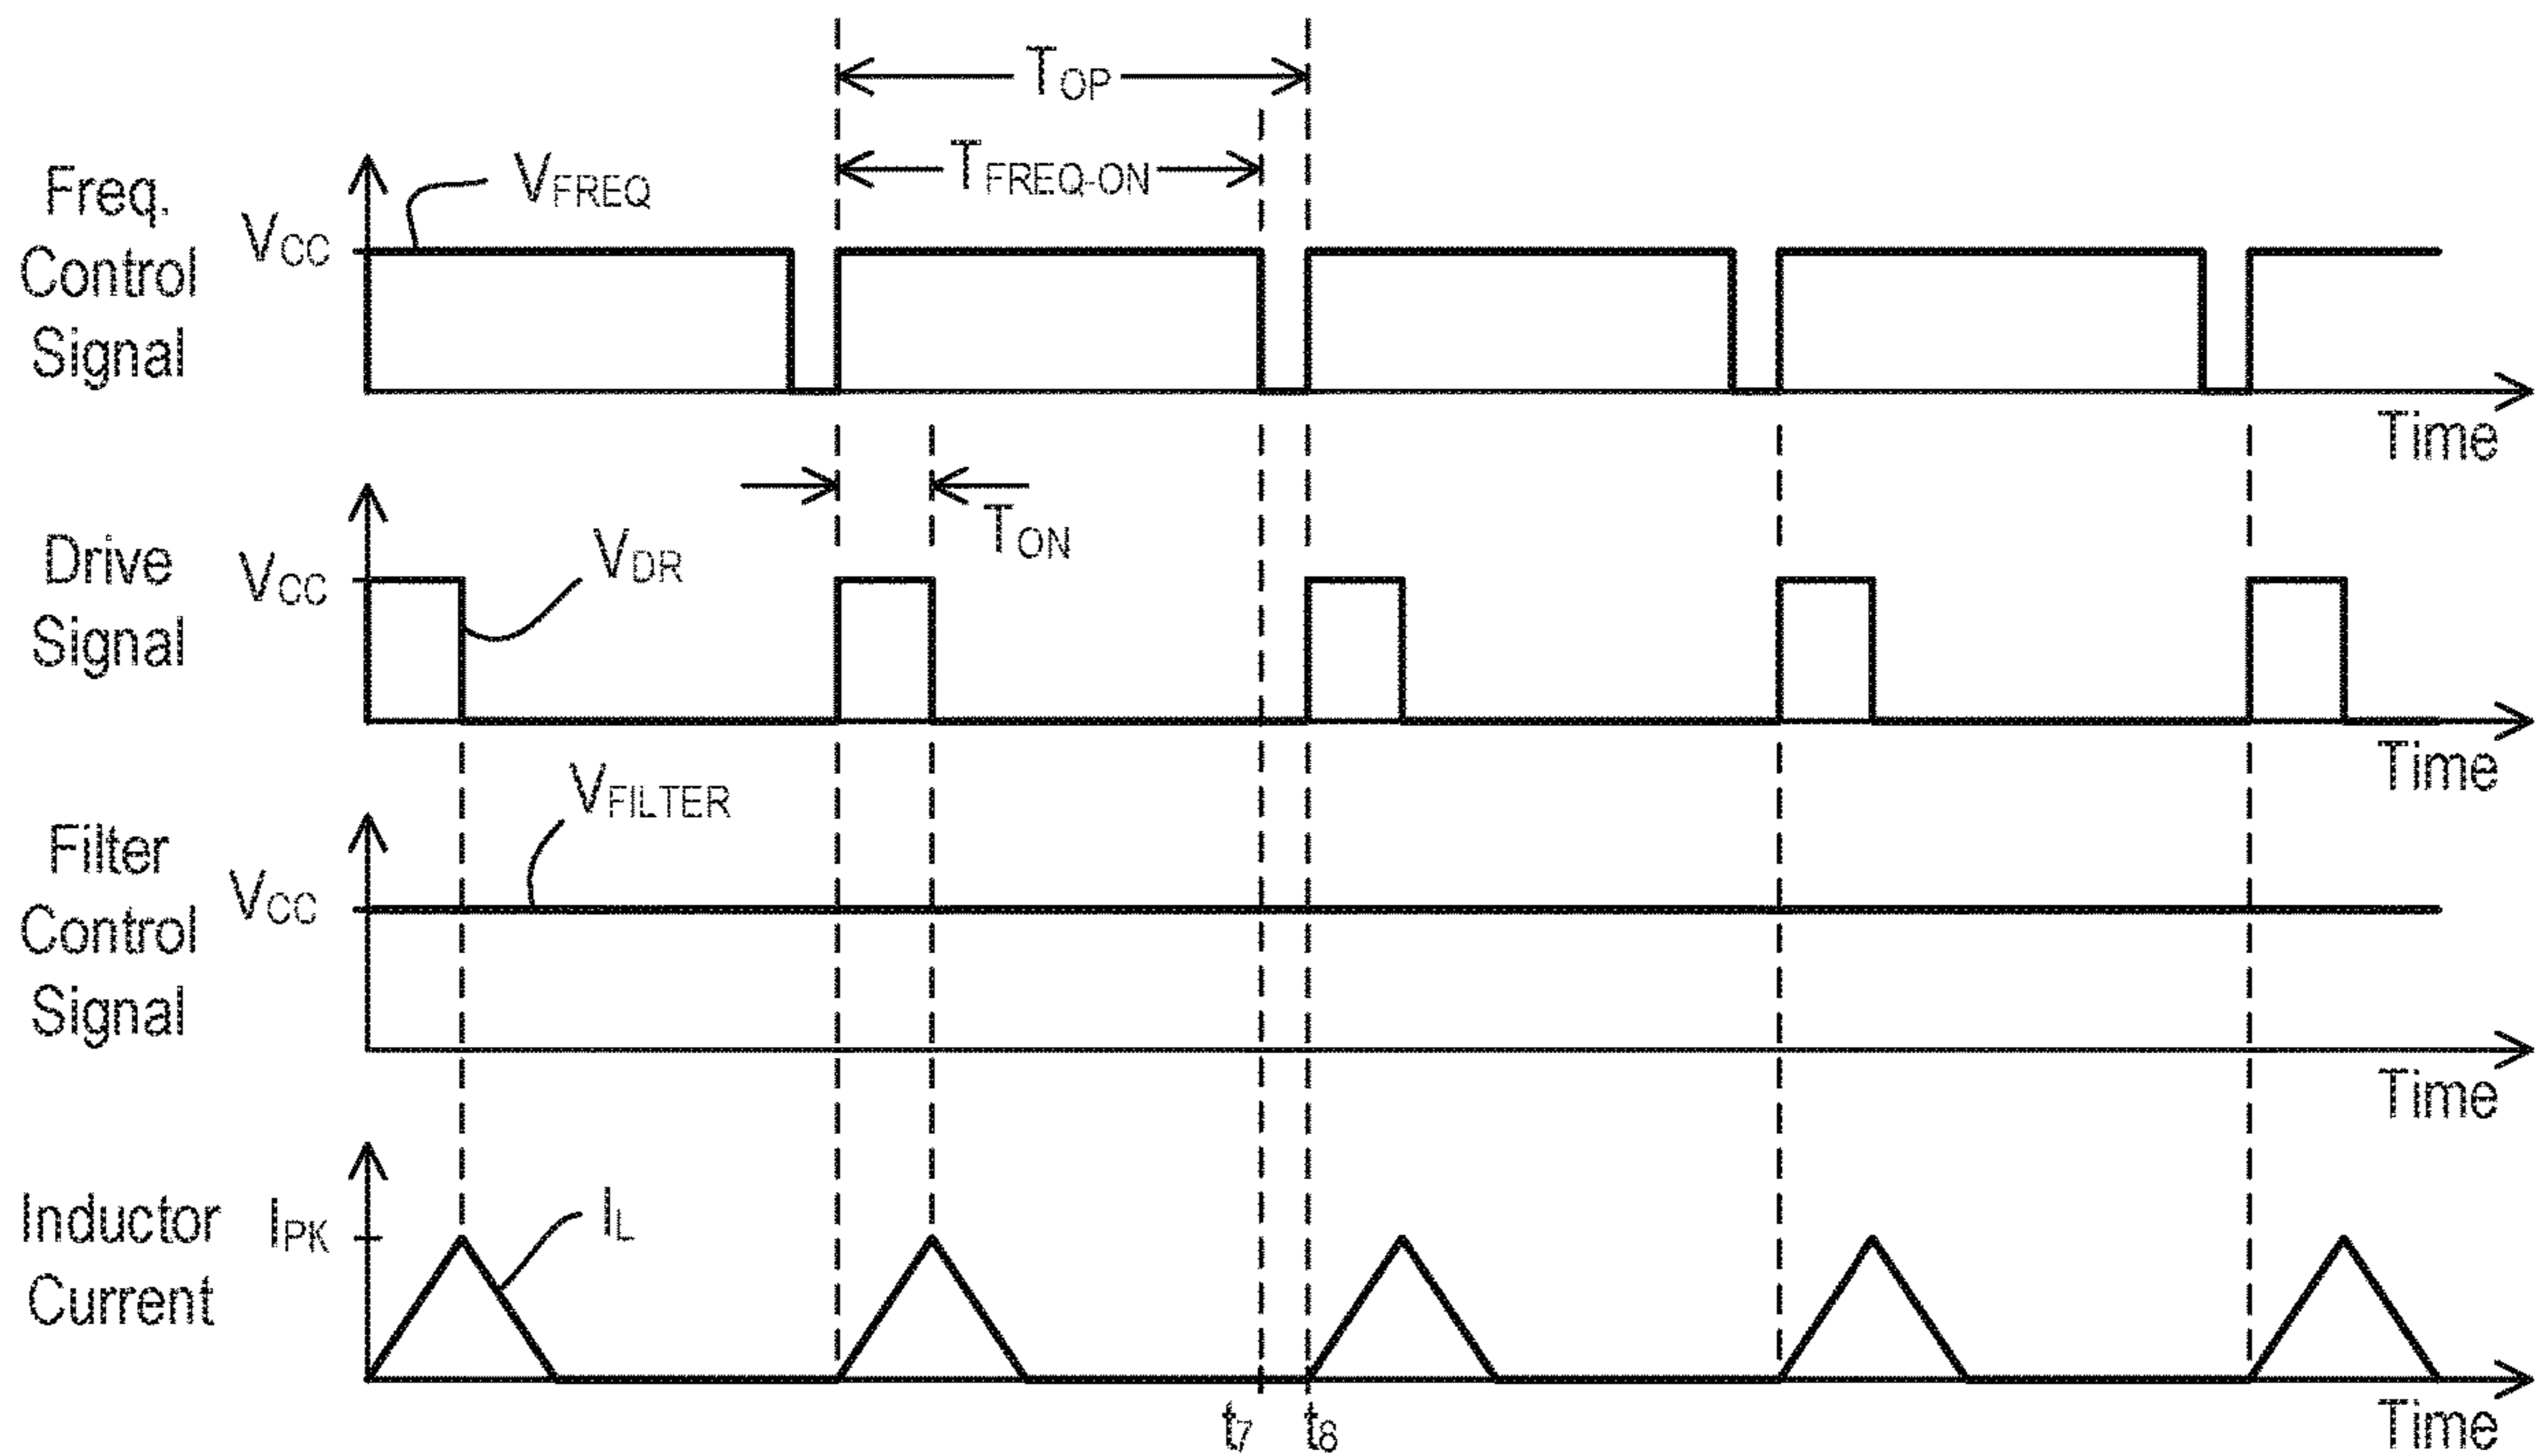 TOP
TFREQ-ON
Freq.
Control
Signal
VCC
VFREQ
Time
Drive
Signal
VCC
VDR
TON
Time
Filter
Control
Signal
VCC
VFILTER
Time
Inductor
Current
IPK
IL
t7
t8
Time